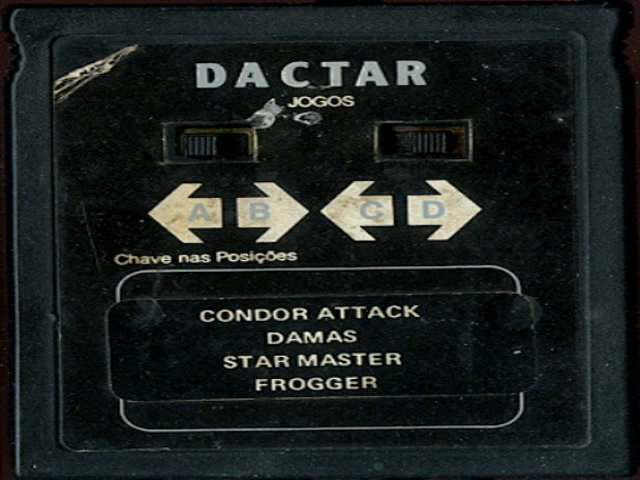 DACTAR
JOGOS
A B C D
Chave nas Posições
CONDOR ATTACK
DAMAS
STAR MASTER
FROGGER